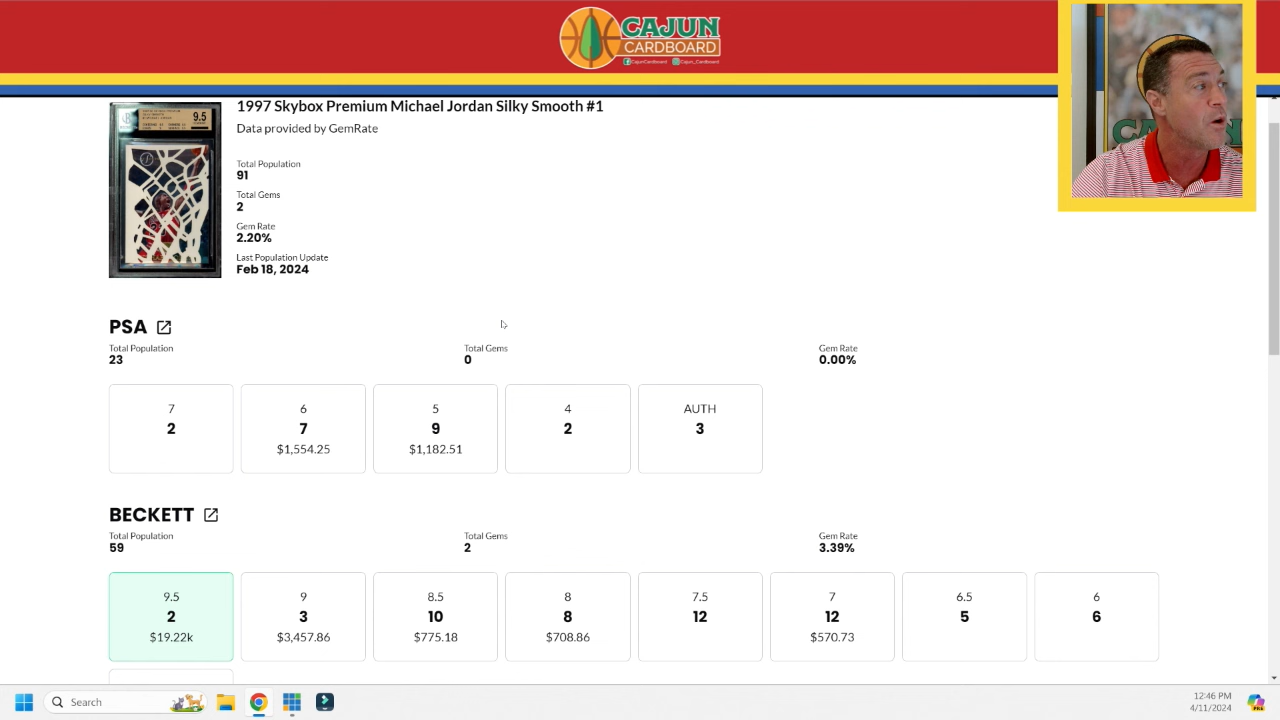 CAJUN
CARDBOARD
CajunCardboard Cajun_Cardboard
1997 Skybox Premium Michael Jordan Silky Smooth #1
Data provided by GemRate
9.5
Total Population
91
Total Gems
2
Gem Rate
2.20%
Last Population Update
Feb 18, 2024
PSA
Total Population
23
Total Gems
0
Gem Rate
0.00%
7
2
6
7
$1,554.25
5
9
$1,182.51
4
2
AUTH
3
BECKETT
Total Population
59
Total Gems
2
Gem Rate
3.39%
9.5
2
$19.22k
9
3
$3,457.86
8.5
10
$775.18
8
8
$708.86
7.5
12
7
12
$570.73
6.5
5
6
6
Search
12:46 PM
4/11/2024